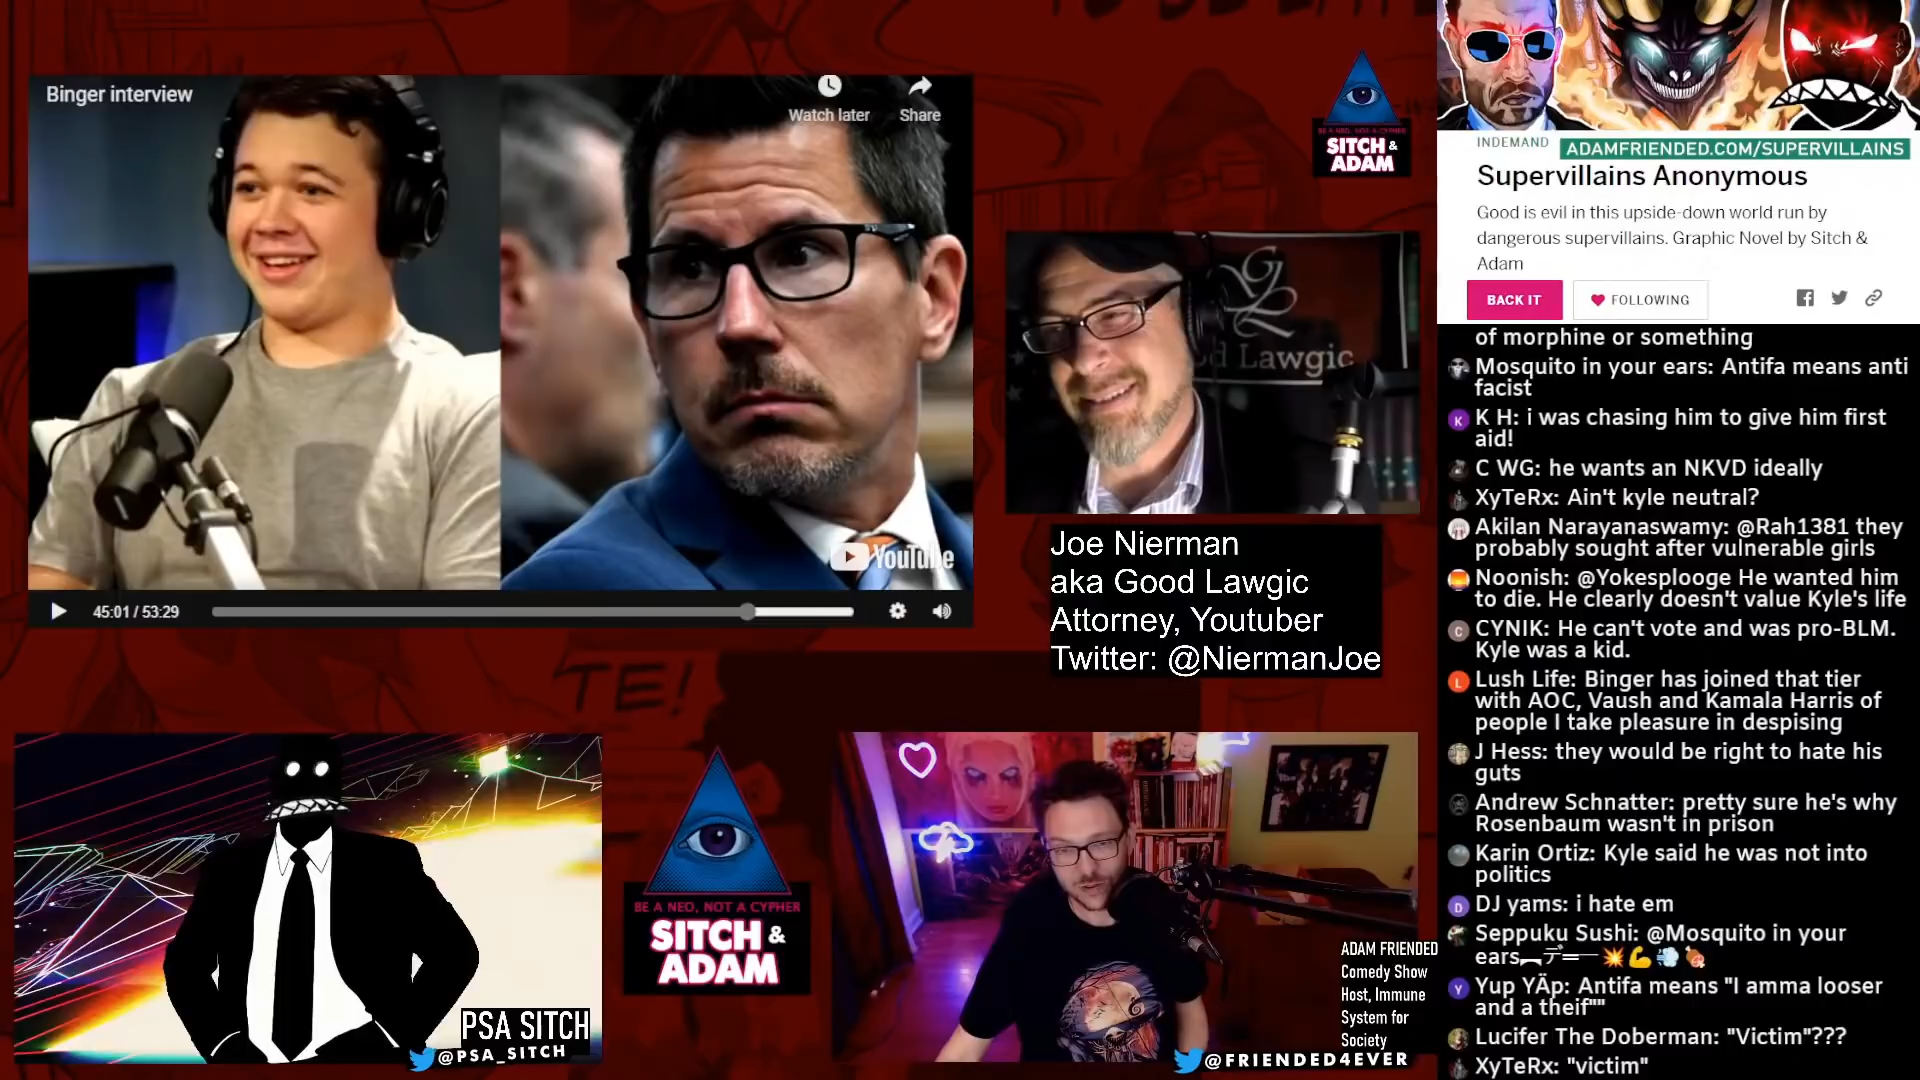 Binger interview
Watch later
Share
YouTube
45:01 / 53:29
BE A NEO, NOT A CYPHER
SITCH &
ADAM
d Lawgic
Joe Nierman
aka Good Lawgic
Attorney, Youtuber
Twitter: @NiermanJoe
TE!
PSA SITCH
@PSA_SITCH
BE A NEO, NOT A CYPHER
SITCH &
ADAM
ADAM FRIENDED
Comedy Show
Host, Immune
System for
Society
@FRIENDED4EVER
INDEMAND
ADAMFRIENDED.COM/SUPERVILLAINS
Supervillains Anonymous
Good is evil in this upside-down world run by
dangerous supervillains. Graphic Novel by Sitch &
Adam
BACK IT
FOLLOWING
of morphine or something
Mosquito in your ears: Antifa means anti
facist
K H: i was chasing him to give him first
aid!
C WG: he wants an NKVD ideally
XyTeRx: Ain't kyle neutral?
Akilan Narayanaswamy: @Rah1381 they
probably sought after vulnerable girls
Noonish: @Yokesplooge He wanted him
to die. He clearly doesn't value Kyle's life
CYNIK: He can't vote and was pro-BLM.
Kyle was a kid.
Lush Life: Binger has joined that tier
with AOC, Vaush and Kamala Harris of
people I take pleasure in despising
J Hess: they would be right to hate his
guts
Andrew Schnatter: pretty sure he's why
Rosenbaum wasn't in prison
Karin Ortiz: Kyle said he was not into
politics
DJ yams: i hate em
Seppuku Sushi: @Mosquito in your
ears︻デ═一💥💪💨🍖
Yup YÄp: Antifa means "I amma looser
and a theif""
Lucifer The Doberman: "Victim"???
XyTeRx: "victim"